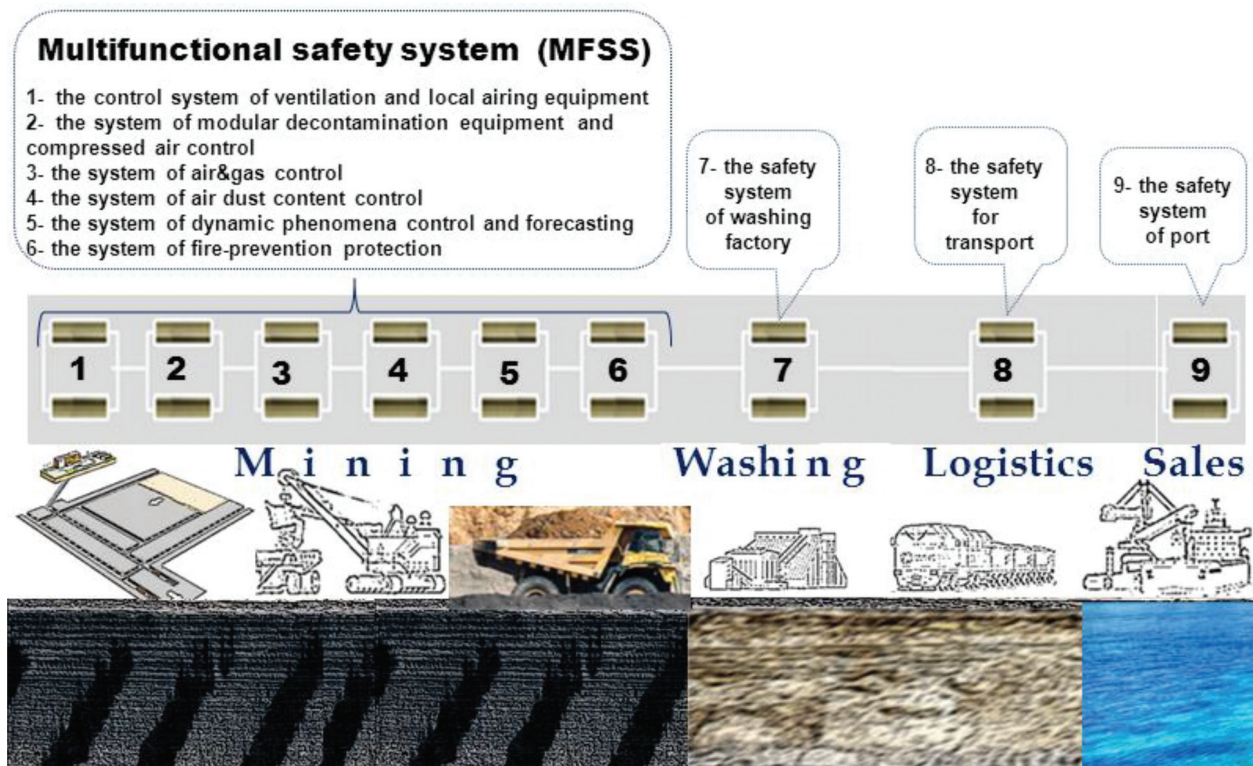 Multifunctional safety system (MFSS)
1- the control system of ventilation and local airing equipment
2- the system of modular decontamination equipment and
compressed air control
3- the system of air&gas control
4- the system of air dust content control
5- the system of dynamic phenomena control and forecasting
6- the system of fire-prevention protection
7- the safety
system
of washing
factory
8- the safety
system
for
transport
9- the safety
system
of port
1 2 3 4 5 6 7 8 9
Mining Washing Logistics Sales